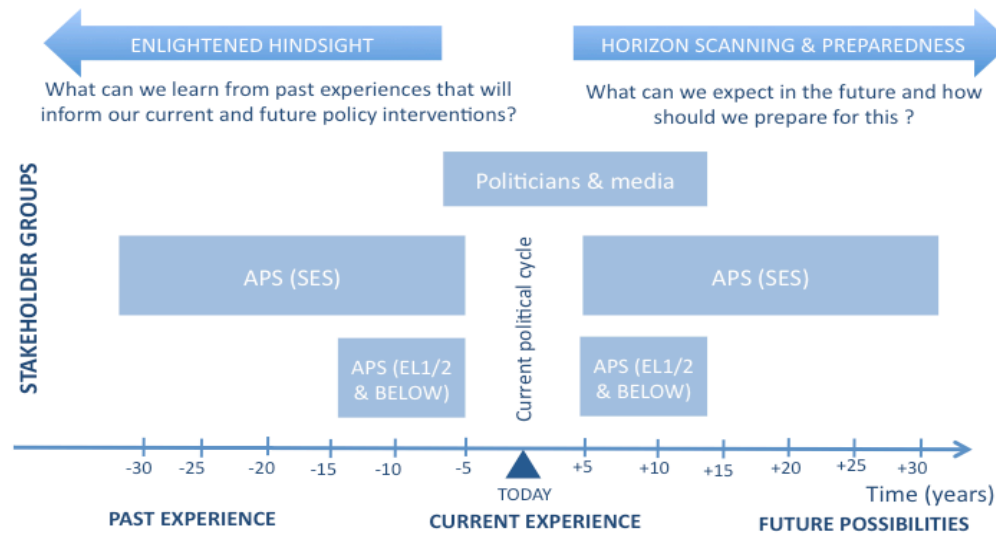 ENLIGHTENED HINDSIGHT
HORIZON SCANNING & PREPAREDNESS
What can we learn from past experiences that will
inform our current and future policy interventions?
What can we expect in the future and how
should we prepare for this ?
STAKEHOLDER GROUPS
Politicians & media
APS (SES)
Current political cycle
APS (SES)
APS (EL1/2
& BELOW)
APS (EL1/2
& BELOW)
-30 -25 -20 -15 -10 -5 +5 +10 +15 +20 +25 +30
TODAY
Time (years)
PAST EXPERIENCE
CURRENT EXPERIENCE
FUTURE POSSIBILITIES